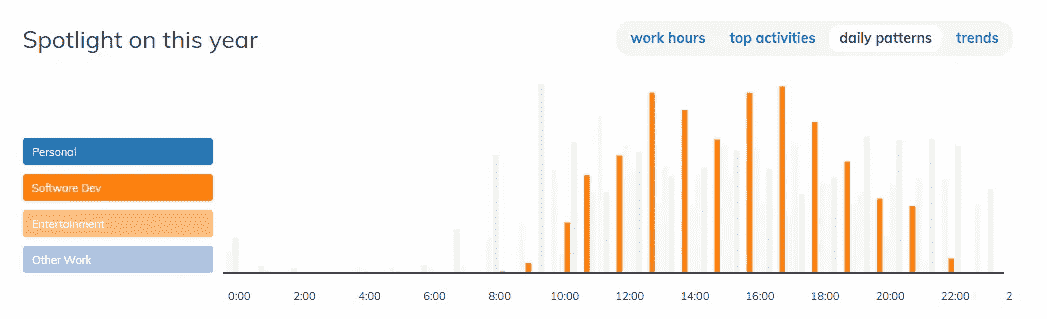 Spotlight on this year
work hours top activities daily patterns trends
Personal
Software Dev
Entertainment
Other Work
0:00 2:00 4:00 6:00 8:00 10:00 12:00 14:00 16:00 18:00 20:00 22:00 2